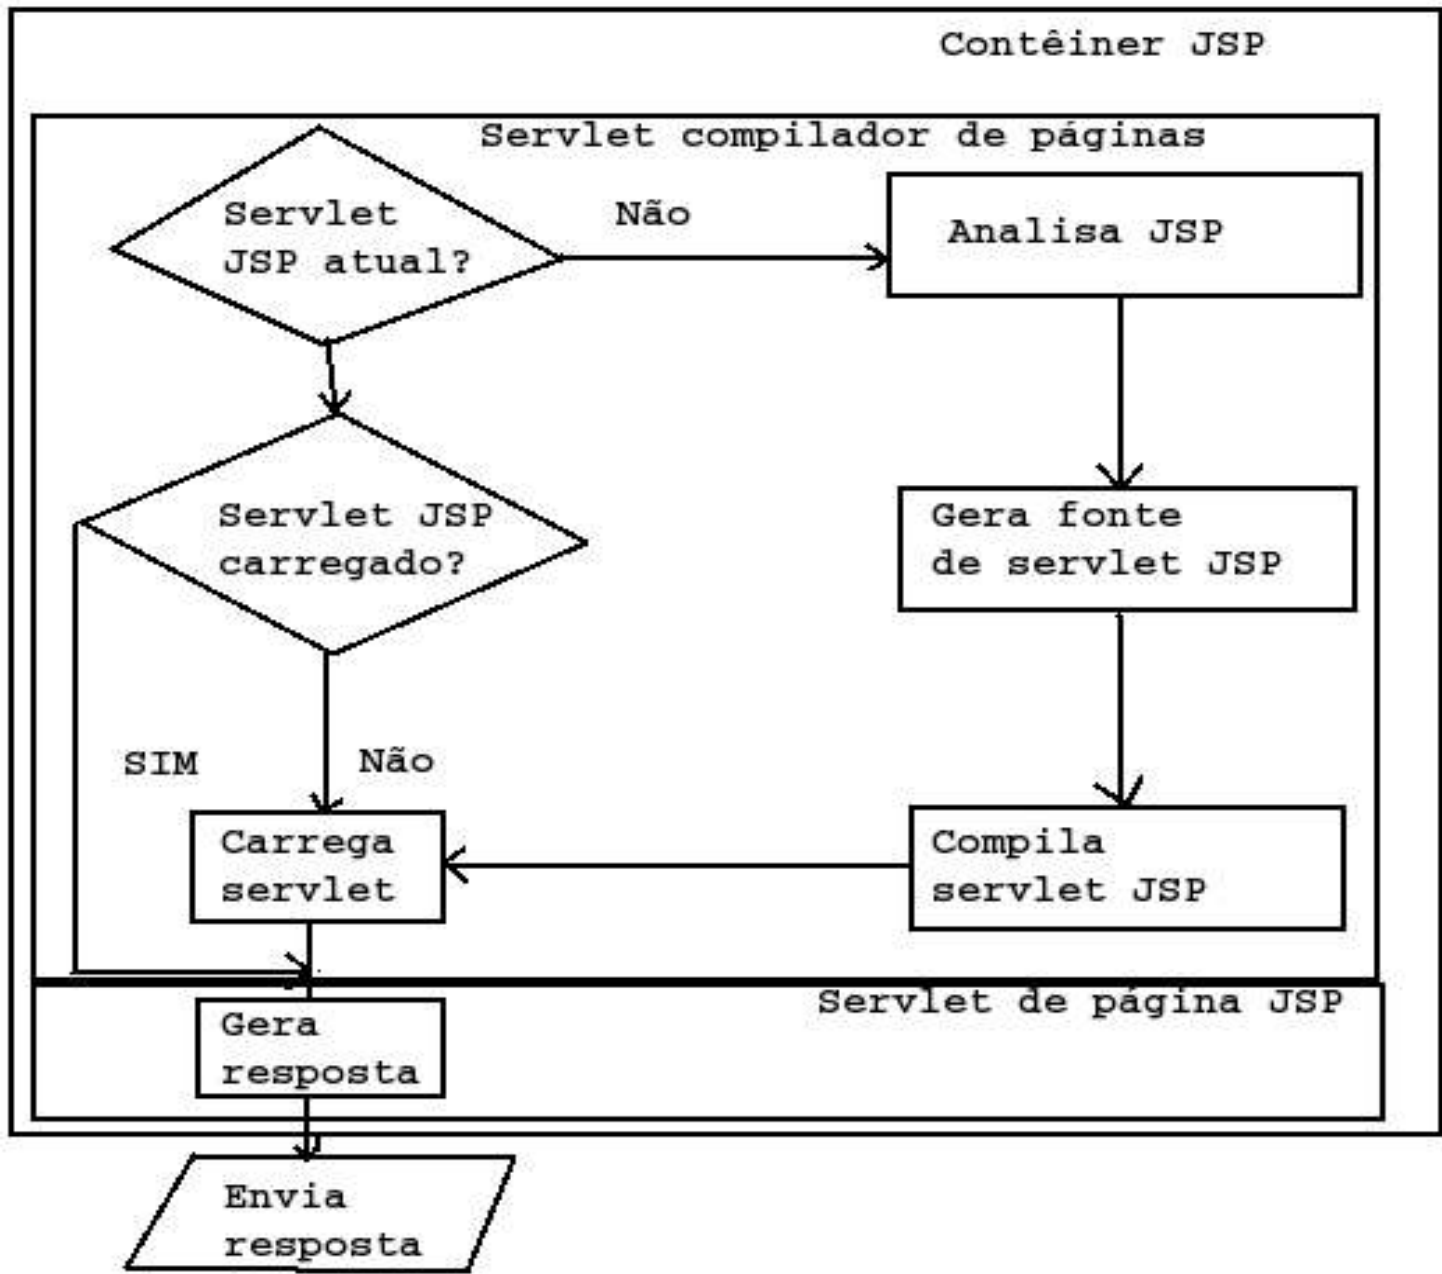 Contêiner JSP
Servlet compilador de páginas
Servlet
JSP atual?
Não
Analisa JSP
Servlet JSP
carregado?
Gera fonte
de servlet JSP
SIM
Não
Carrega
servlet
Compila
servlet JSP
Servlet de página JSP
Gera
resposta
Envia
resposta